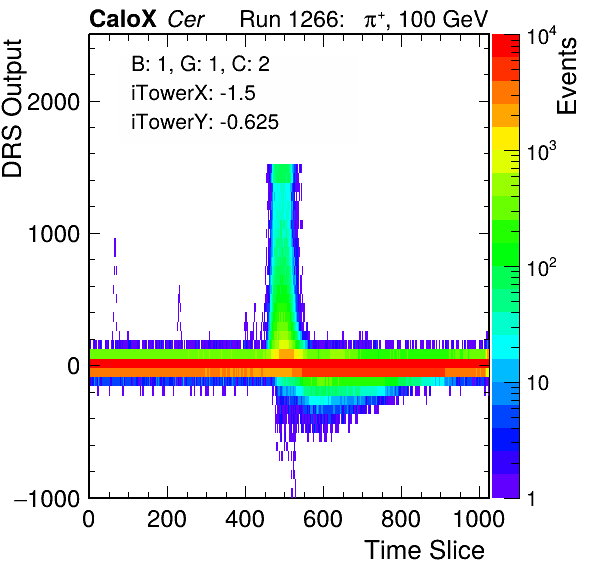 CaloX Cer Run 1266: π⁺, 100 GeV
B: 1, G: 1, C: 2
iTowerX: -1.5
iTowerY: -0.625
DRS Output
2000
1000
0
−1000
0 200 400 600 800 1000
Time Slice
Events
10⁴
10³
10²
10
1